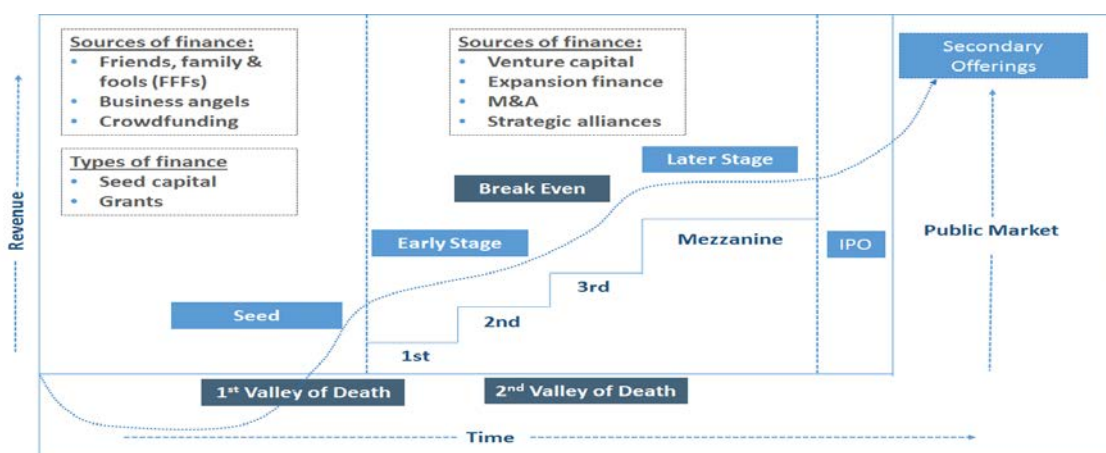 Sources of finance:
• Friends, family &
fools (FFFs)
• Business angels
• Crowdfunding
Types of finance
• Seed capital
• Grants
Sources of finance:
• Venture capital
• Expansion finance
• M&A
• Strategic alliances
Secondary
Offerings
Later Stage
Break Even
Early Stage
Mezzanine
IPO
Public Market
Revenue
Seed
3rd
2nd
1st
1st Valley of Death
2nd Valley of Death
Time